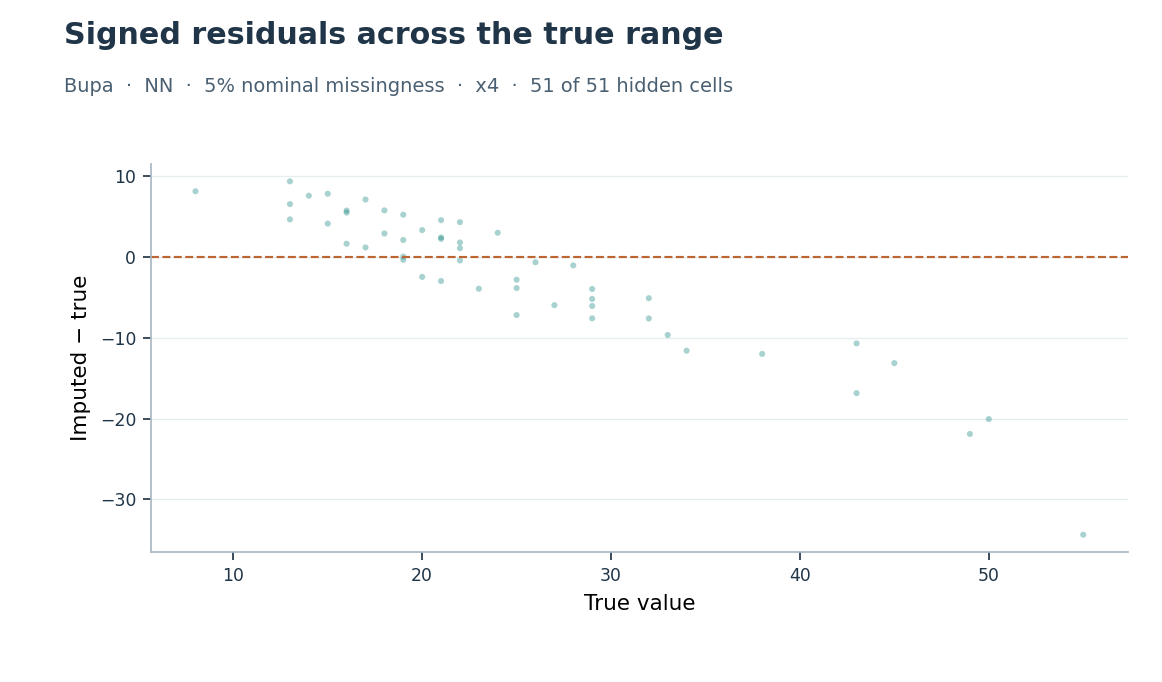 Signed residuals across the true range
Bupa · NN · 5% nominal missingness · x4 · 51 of 51 hidden cells
10
0
−10
−20
−30
Imputed − true
10 20 30 40 50
True value